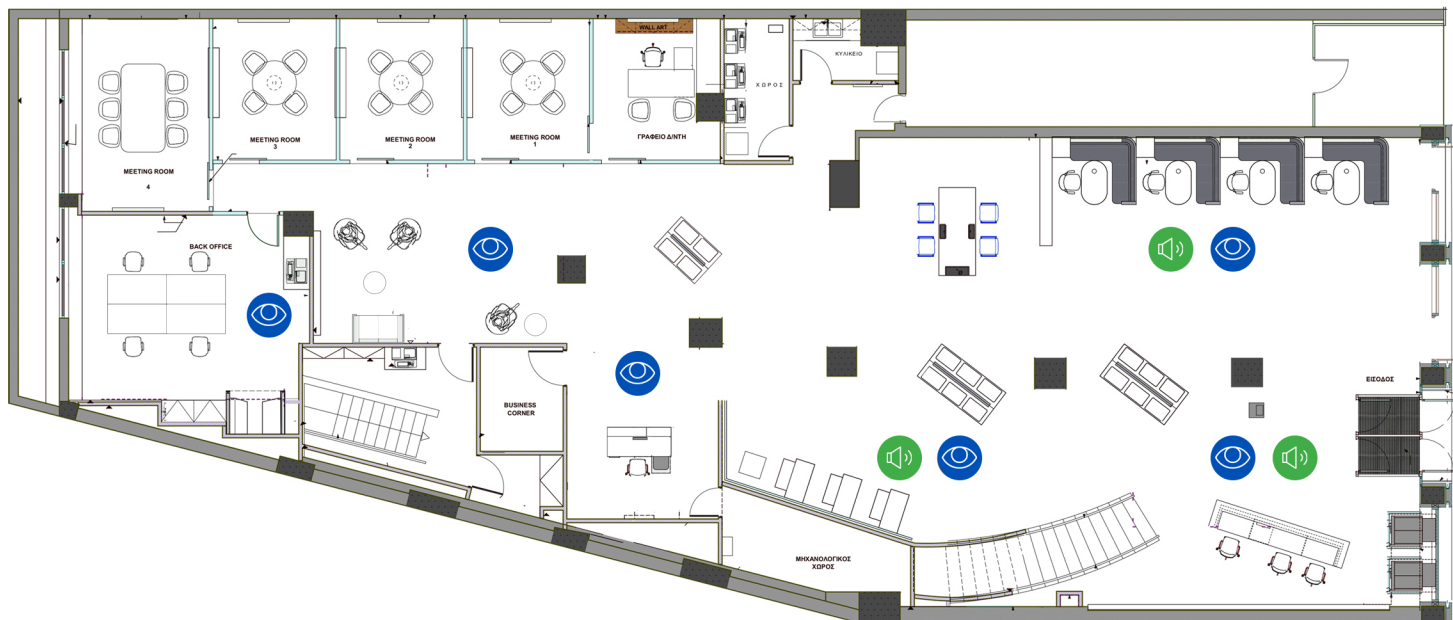 WALL ART
ΚΥΛΙΚΕΙΟ
ΧΩΡΟΣ
MEETING ROOM
3
MEETING ROOM
2
MEETING ROOM
1
ΓΡΑΦΕΙΟ Δ/ΝΤΗ
MEETING ROOM
4
BACK OFFICE
ΕΙΣΟΔΟΣ
BUSINESS
CORNER
ΜΗΧΑΝΟΛΟΓΙΚΟΣ
ΧΩΡΟΣ